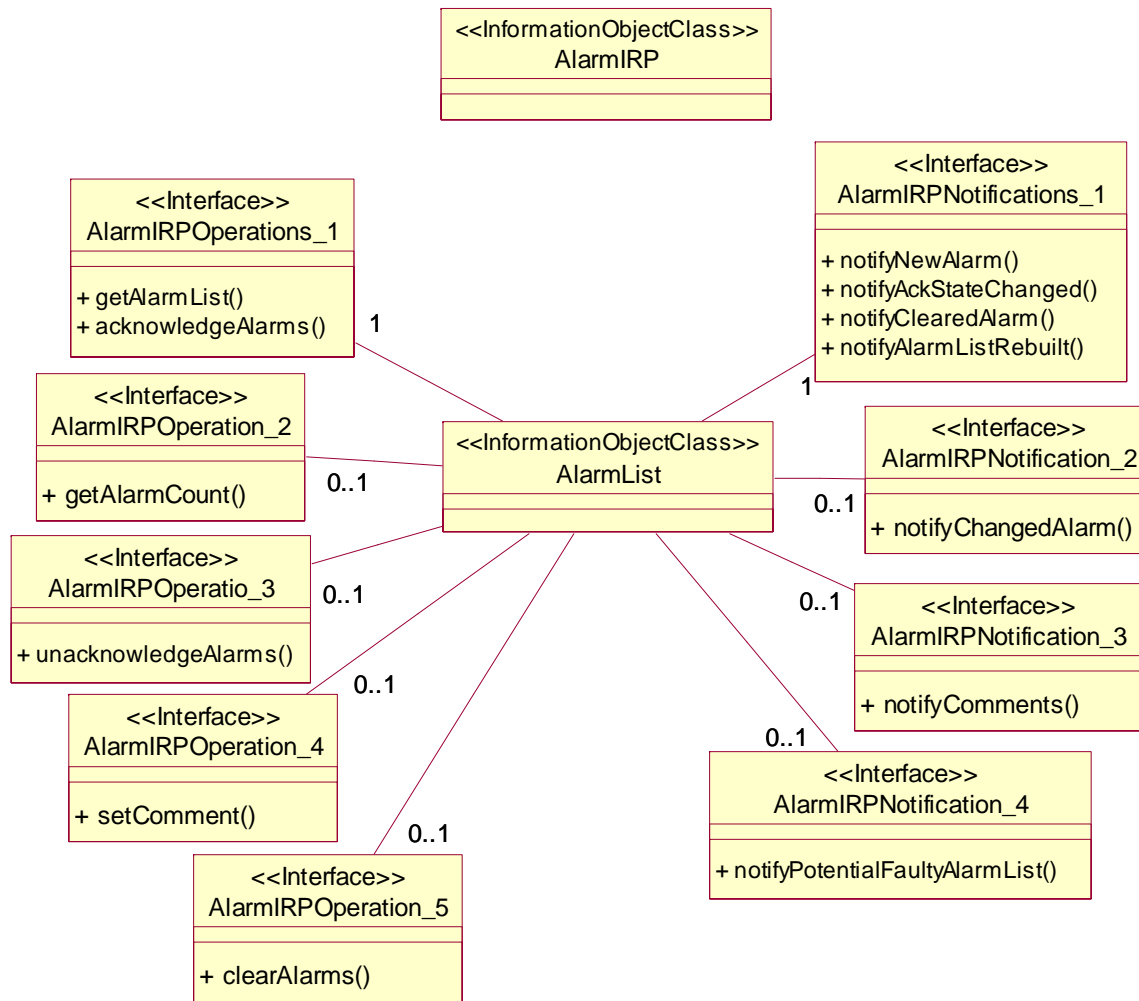 <<InformationObjectClass>>
AlarmIRP
<<Interface>>
AlarmIRPOperations_1
+ getAlarmList()
+ acknowledgeAlarms()
1
<<Interface>>
AlarmIRPNotifications_1
+ notifyNewAlarm()
+ notifyAckStateChanged()
+ notifyClearedAlarm()
+ notifyAlarmListRebuilt()
1
<<Interface>>
AlarmIRPOperation_2
+ getAlarmCount()
0..1
<<InformationObjectClass>>
AlarmList
<<Interface>>
AlarmIRPNotification_2
+ notifyChangedAlarm()
0..1
<<Interface>>
AlarmIRPOperatio_3
+ unacknowledgeAlarms()
0..1
<<Interface>>
AlarmIRPNotification_3
+ notifyComments()
0..1
<<Interface>>
AlarmIRPOperation_4
+ setComment()
0..1
<<Interface>>
AlarmIRPNotification_4
+ notifyPotentialFaultyAlarmList()
0..1
<<Interface>>
AlarmIRPOperation_5
+ clearAlarms()
0..1